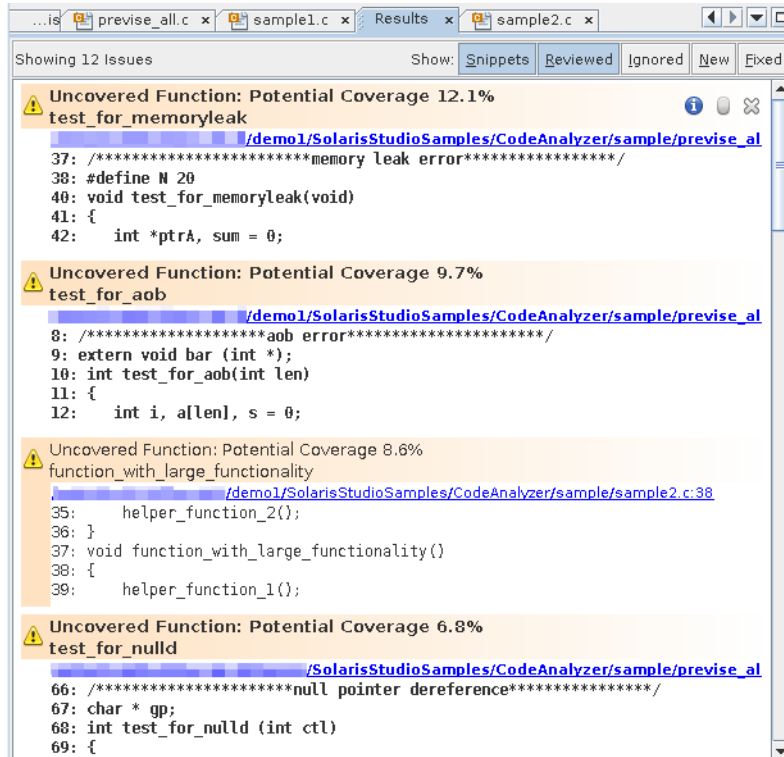 ...is previse_all.c x sample1.c x Results x sample2.c x
Showing 12 Issues Show: Snippets Reviewed Ignored New Fixed
Uncovered Function: Potential Coverage 12.1%
test_for_memoryleak
/demo1/SolarisStudioSamples/CodeAnalyzer/sample/previse_al
37: /************************memory leak error*****************/
38: #define N 20
40: void test_for_memoryleak(void)
41: {
42: int *ptrA, sum = 0;
Uncovered Function: Potential Coverage 9.7%
test_for_aob
/demo1/SolarisStudioSamples/CodeAnalyzer/sample/previse_al
8: /********************aob error**********************/
9: extern void bar (int *);
10: int test_for_aob(int len)
11: {
12: int i, a[len], s = 0;
Uncovered Function: Potential Coverage 8.6%
function_with_large_functionality
/demo1/SolarisStudioSamples/CodeAnalyzer/sample/sample2.c:38
35: helper_function_2();
36: }
37: void function_with_large_functionality()
38: {
39: helper_function_1();
Uncovered Function: Potential Coverage 6.8%
test_for_nulld
/SolarisStudioSamples/CodeAnalyzer/sample/previse_al
66: /**********************null pointer dereference****************/
67: char * gp;
68: int test_for_nulld (int ctl)
69: {